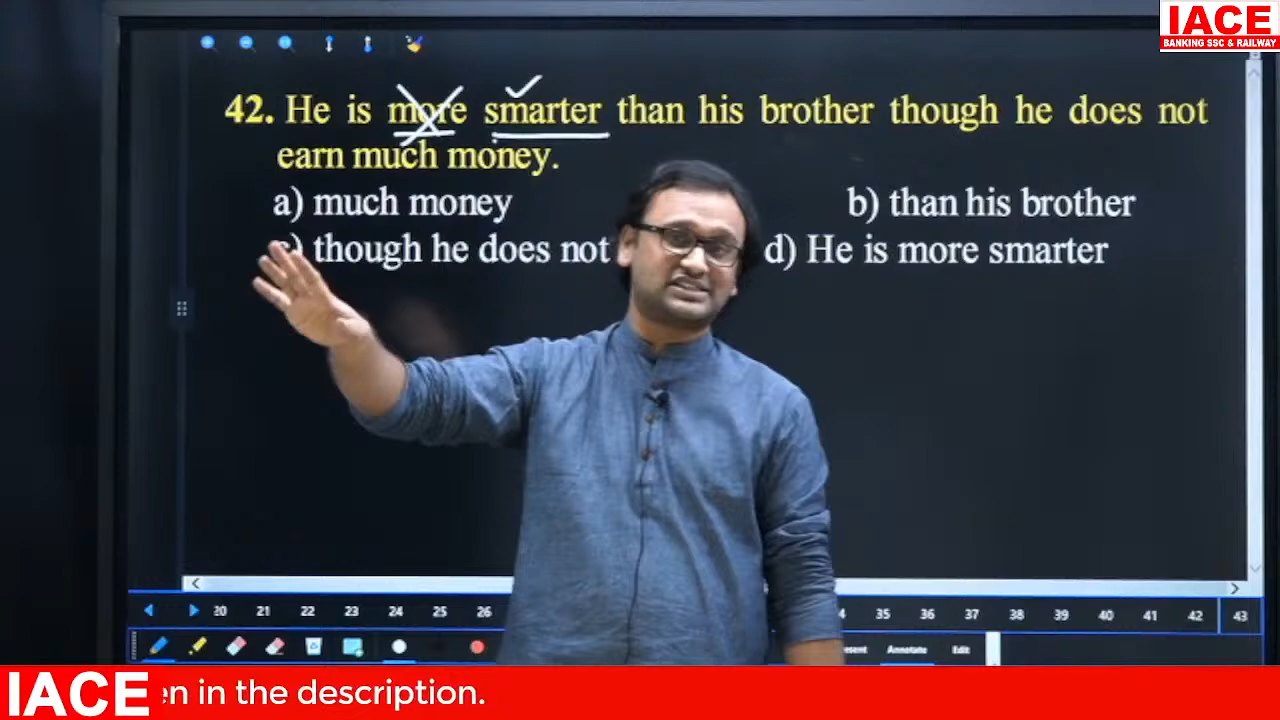 IACE
BANKING SSC & RAILWAY
42. He is more smarter than his brother though he does not
earn much money.
a) much money
b) than his brother
c) though he does not
d) He is more smarter
20 21 22 23 24 25 26 35 36 37 38 39 40 41 42 43
Annotate Edit
IACE en in the description.